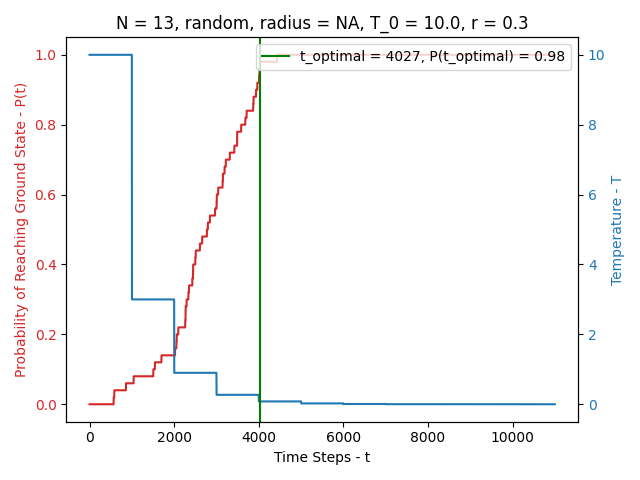 N = 13, random, radius = NA, T_0 = 10.0, r = 0.3
t_optimal = 4027, P(t_optimal) = 0.98
Probability of Reaching Ground State - P(t)
1.0
0.8
0.6
0.4
0.2
0.0
10
8
6
4
2
0
Temperature - T
0 2000 4000 6000 8000 10000
Time Steps - t